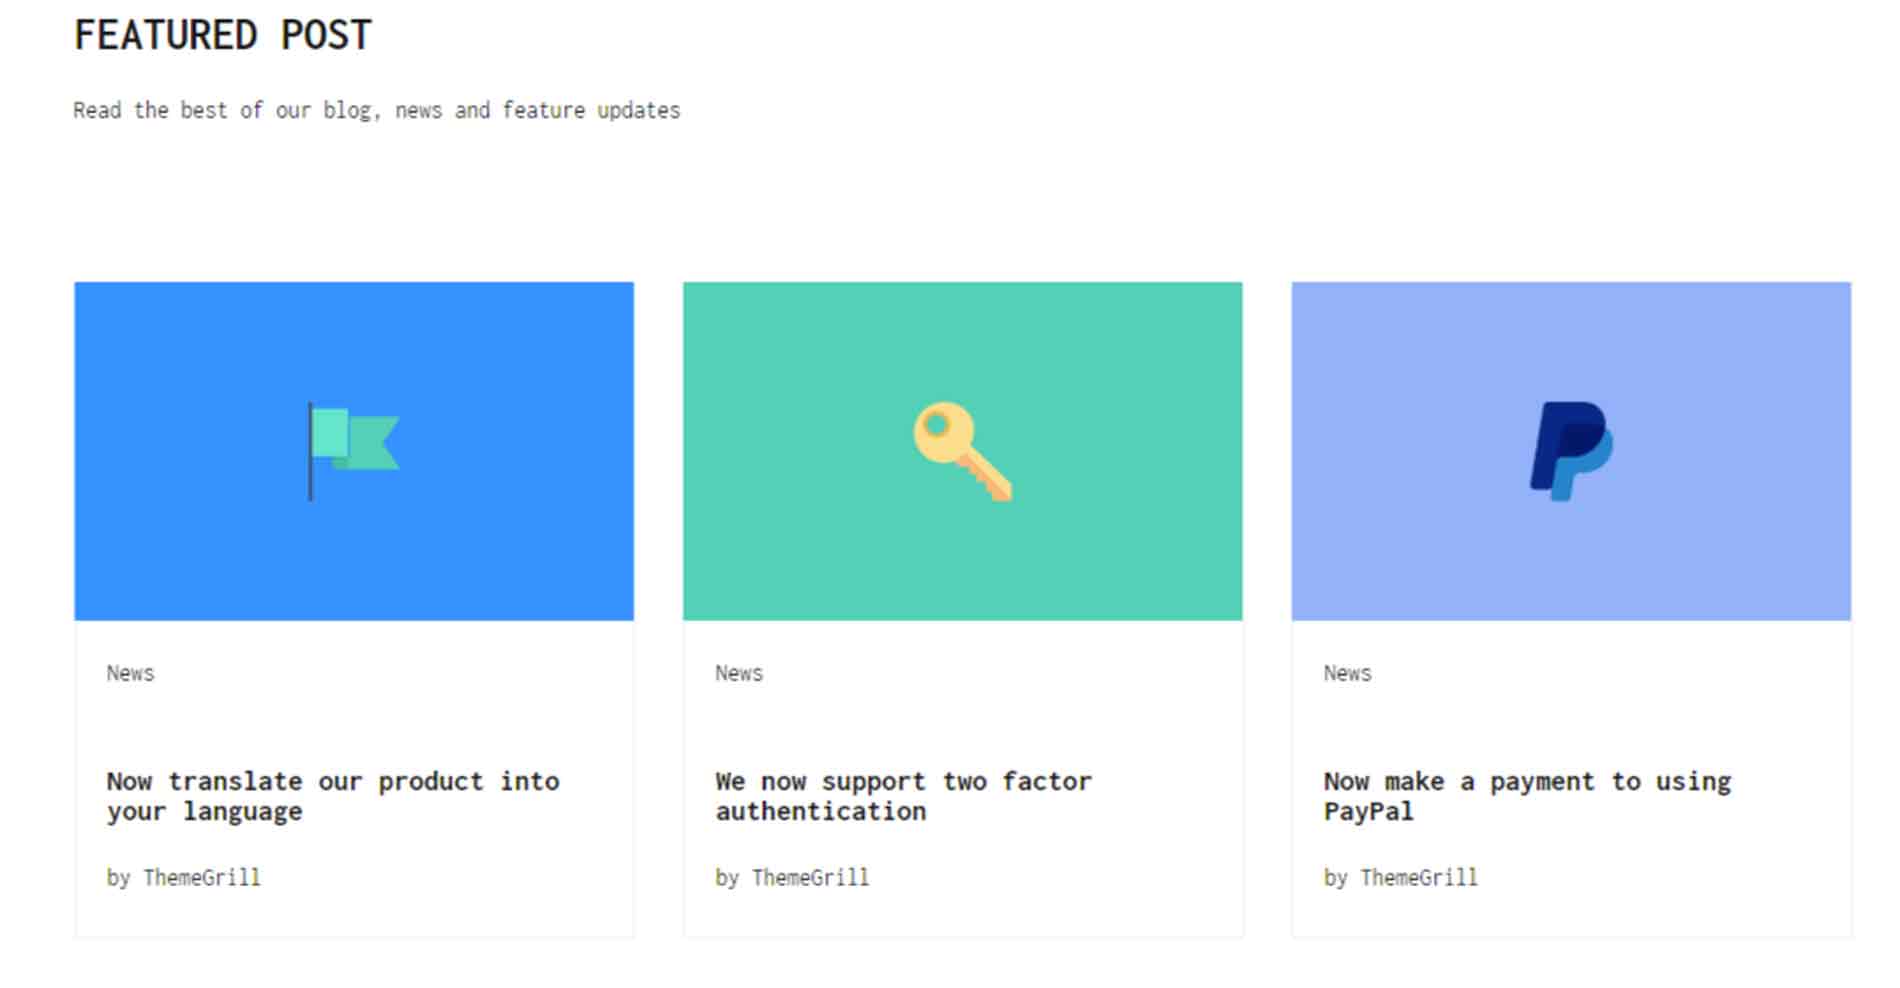 FEATURED POST
Read the best of our blog, news and feature updates
News
Now translate our product into
your language
by ThemeGrill
News
We now support two factor
authentication
by ThemeGrill
News
Now make a payment to using
PayPal
by ThemeGrill